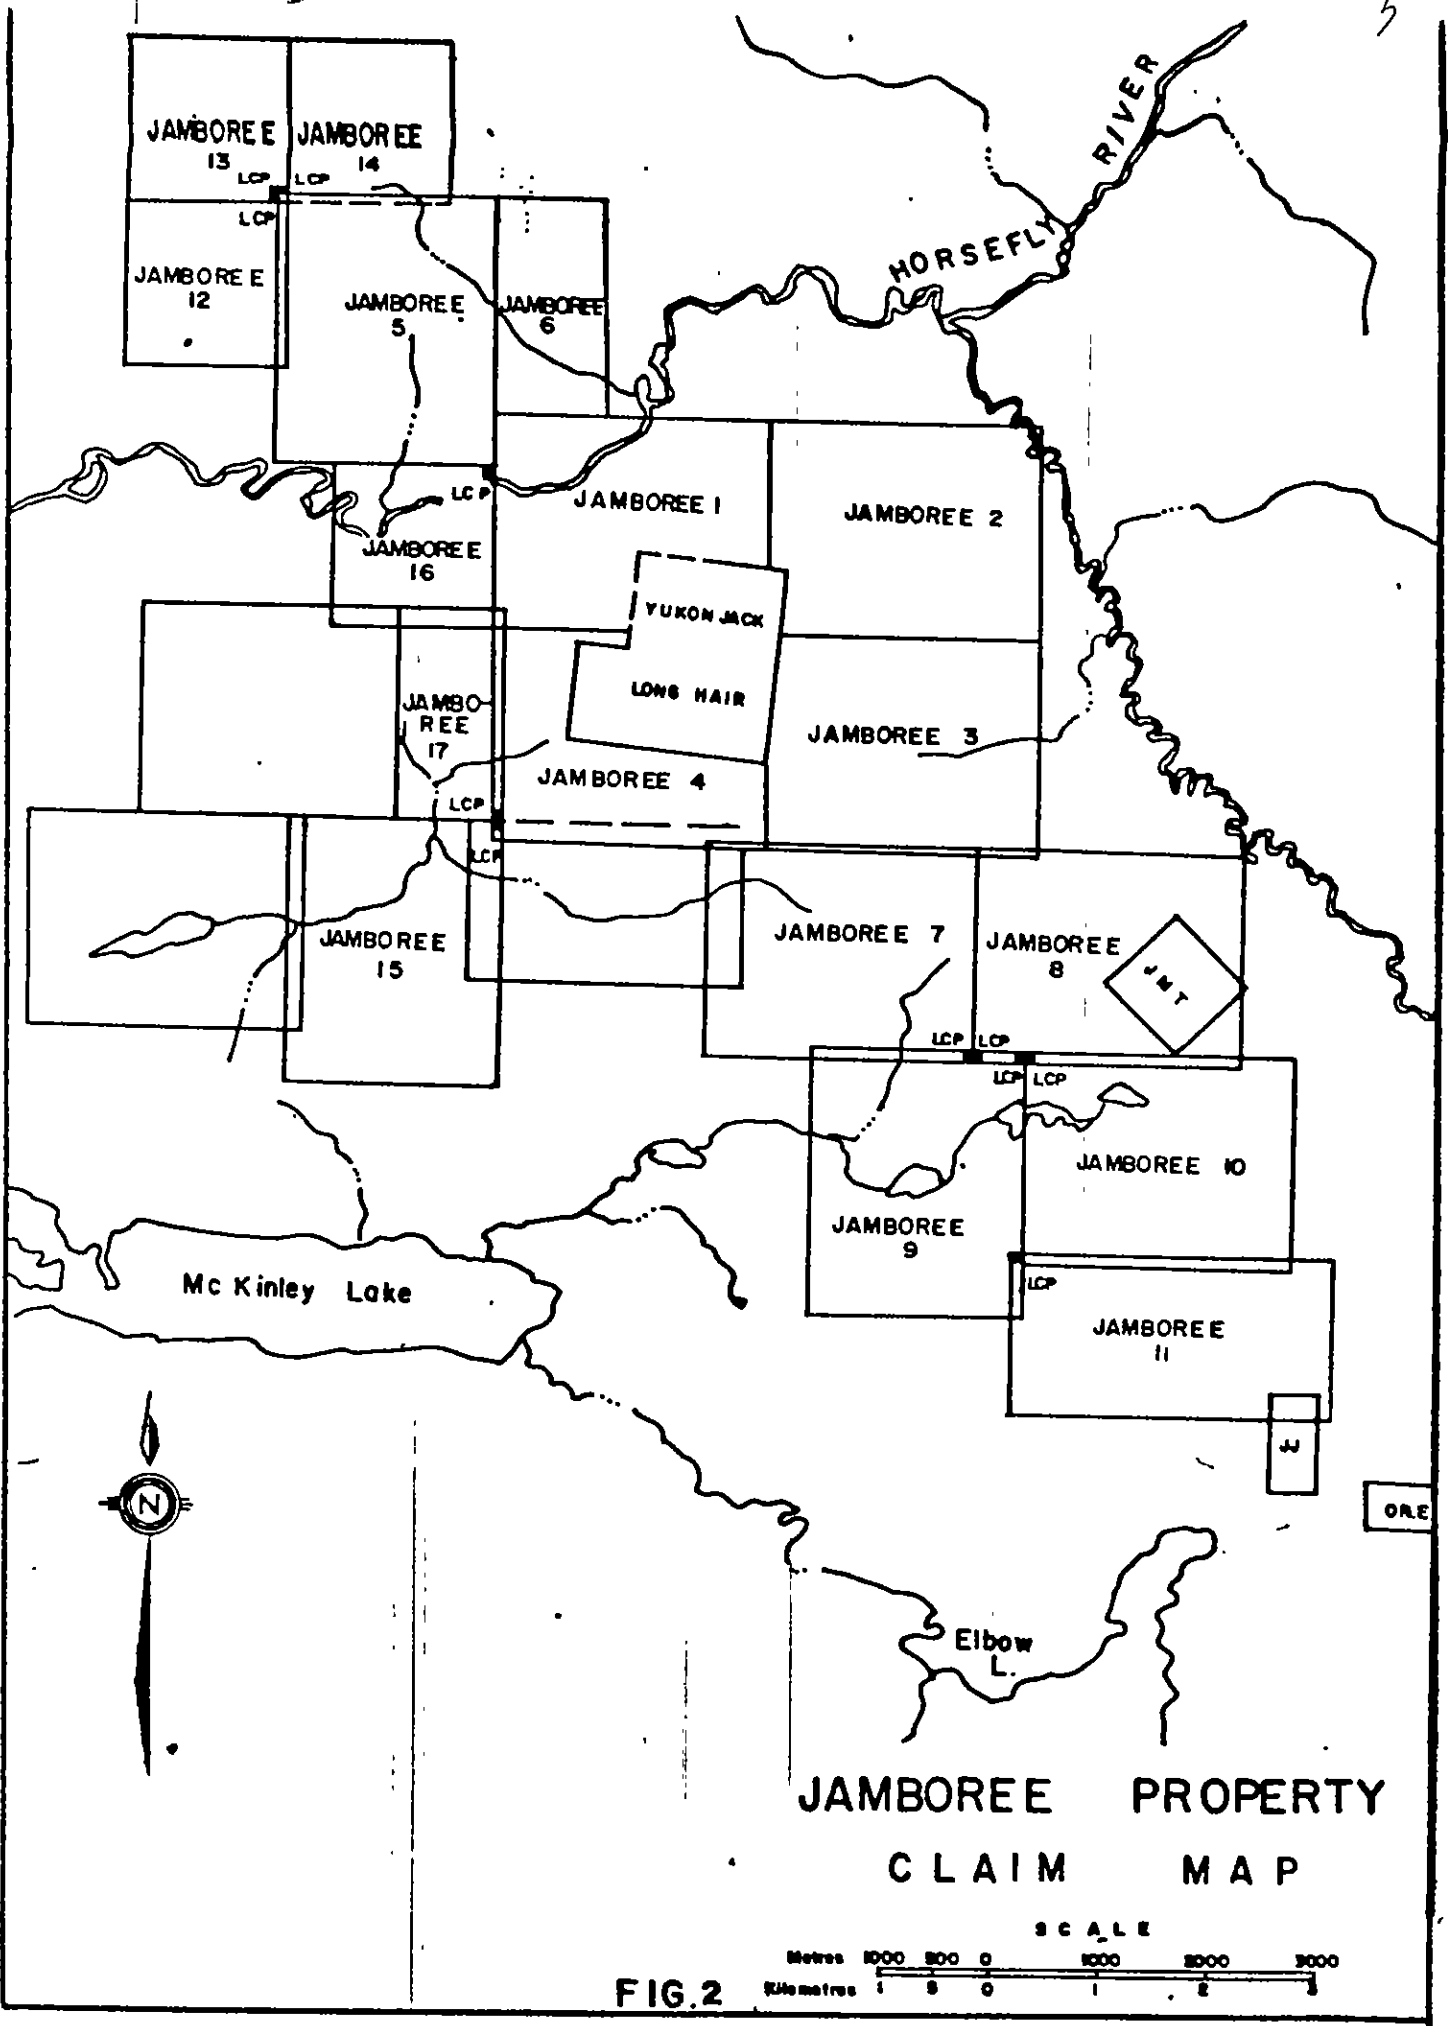 5
HORSEFLY RIVER
JAMBOREE
13
JAMBOREE
14
LCP
LCP
LCP
JAMBOREE
12
JAMBOREE
5
JAMBOREE
6
LCP
JAMBOREE 1
JAMBOREE 2
JAMBOREE
16
YUKON JACK
LONG HAIR
JAMBO-
REE
17
JAMBOREE 3
JAMBOREE 4
LCP
LCP
JAMBOREE
15
JAMBOREE 7
JAMBOREE
8
JMT
LCP
LCP
LCP
LCP
JAMBOREE 10
JAMBOREE
9
LCP
JAMBOREE
11
Mc Kinley Lake
JJ
ORE
N
Elbow
L.
JAMBOREE PROPERTY
CLAIM MAP
SCALE
Metres 1000 500 0 1000 2000 3000
Kilometres 1 5 0 1 2 3
FIG.2